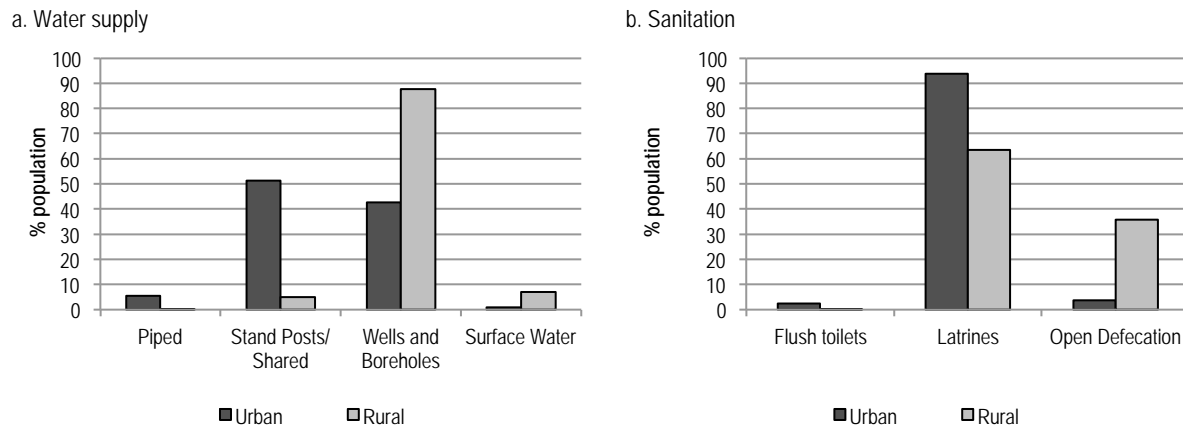 a. Water supply
% population
100
90
80
70
60
50
40
30
20
10
0
Piped
Stand Posts/
Shared
Wells and
Boreholes
Surface Water
Urban
Rural
b. Sanitation
% population
100
90
80
70
60
50
40
30
20
10
0
Flush toilets
Latrines
Open Defecation
Urban
Rural